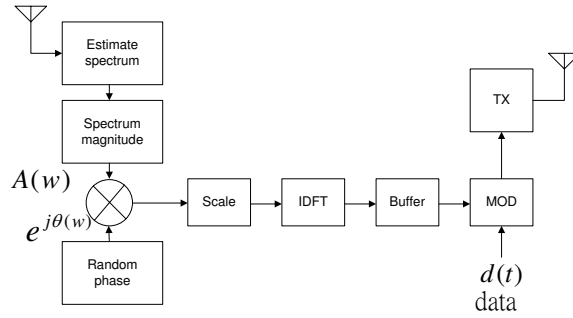 Estimate
spectrum
Spectrum
magnitude
A(w)
e^{jθ(w)}
Random
phase
Scale
IDFT
Buffer
MOD
TX
d(t)
data